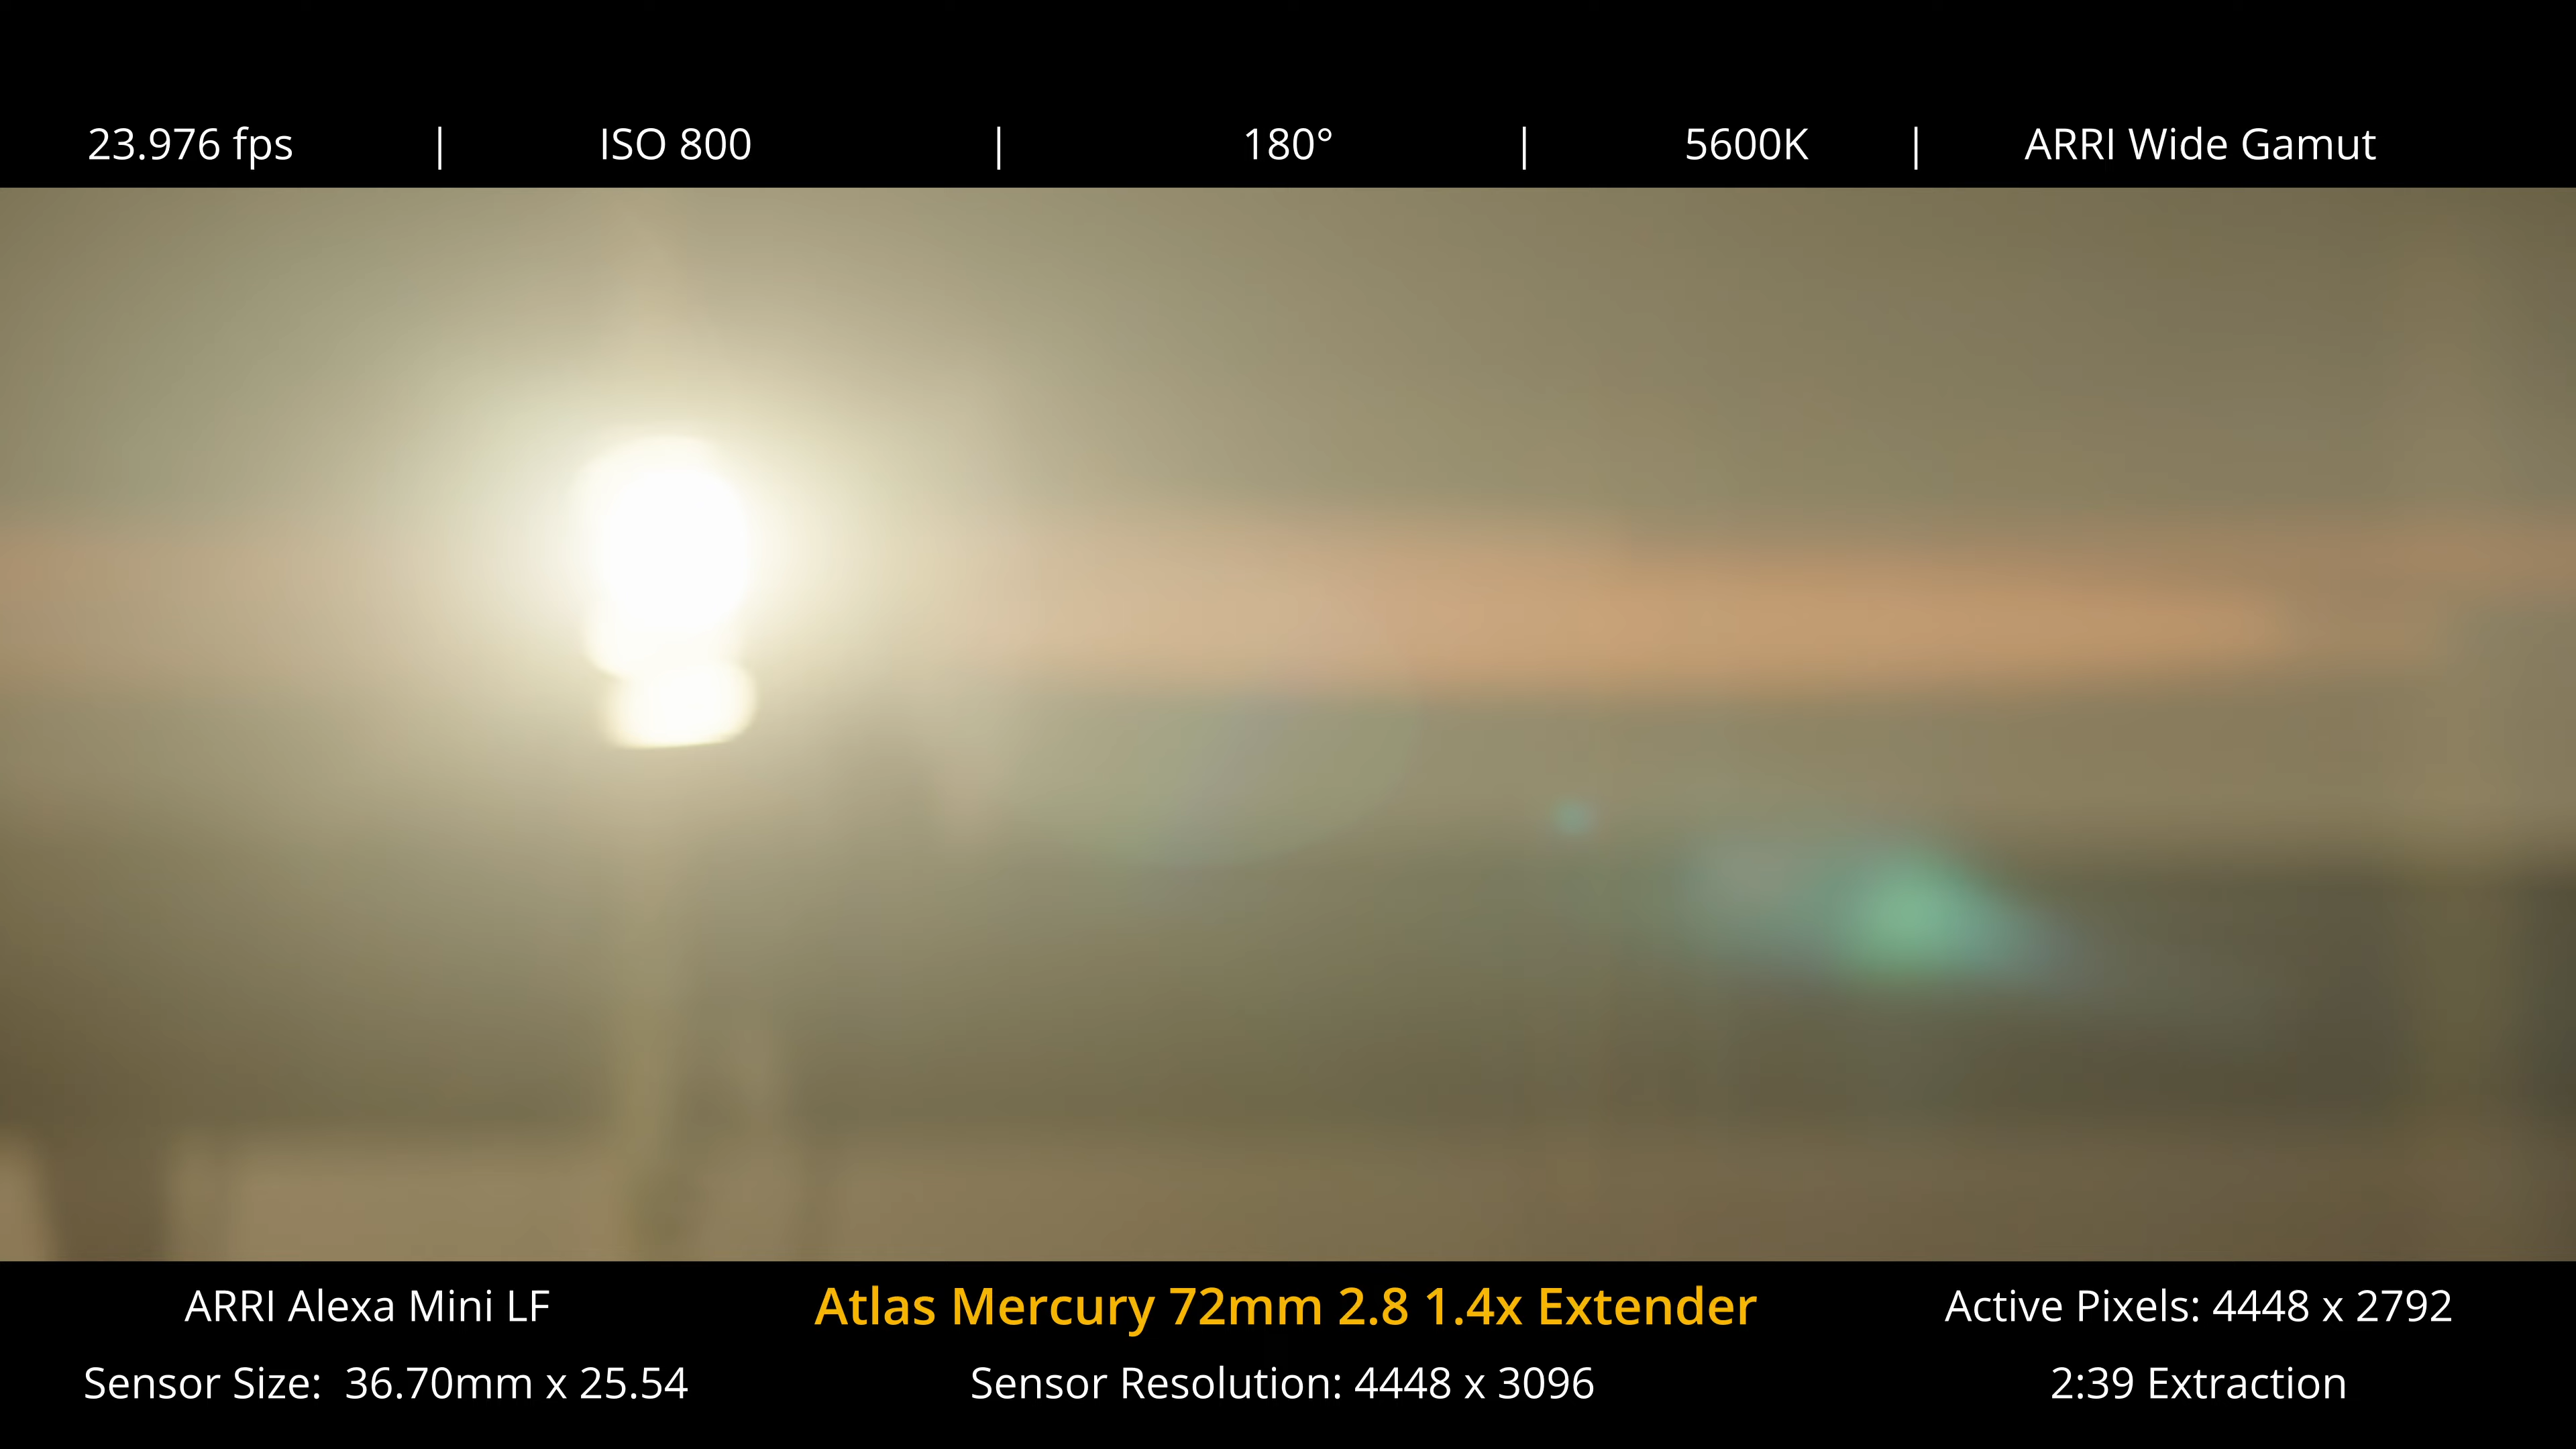 23.976 fps | ISO 800 | 180° | 5600K | ARRI Wide Gamut
ARRI Alexa Mini LF Atlas Mercury 72mm 2.8 1.4x Extender Active Pixels: 4448 x 2792
Sensor Size: 36.70mm x 25.54 Sensor Resolution: 4448 x 3096 2:39 Extraction